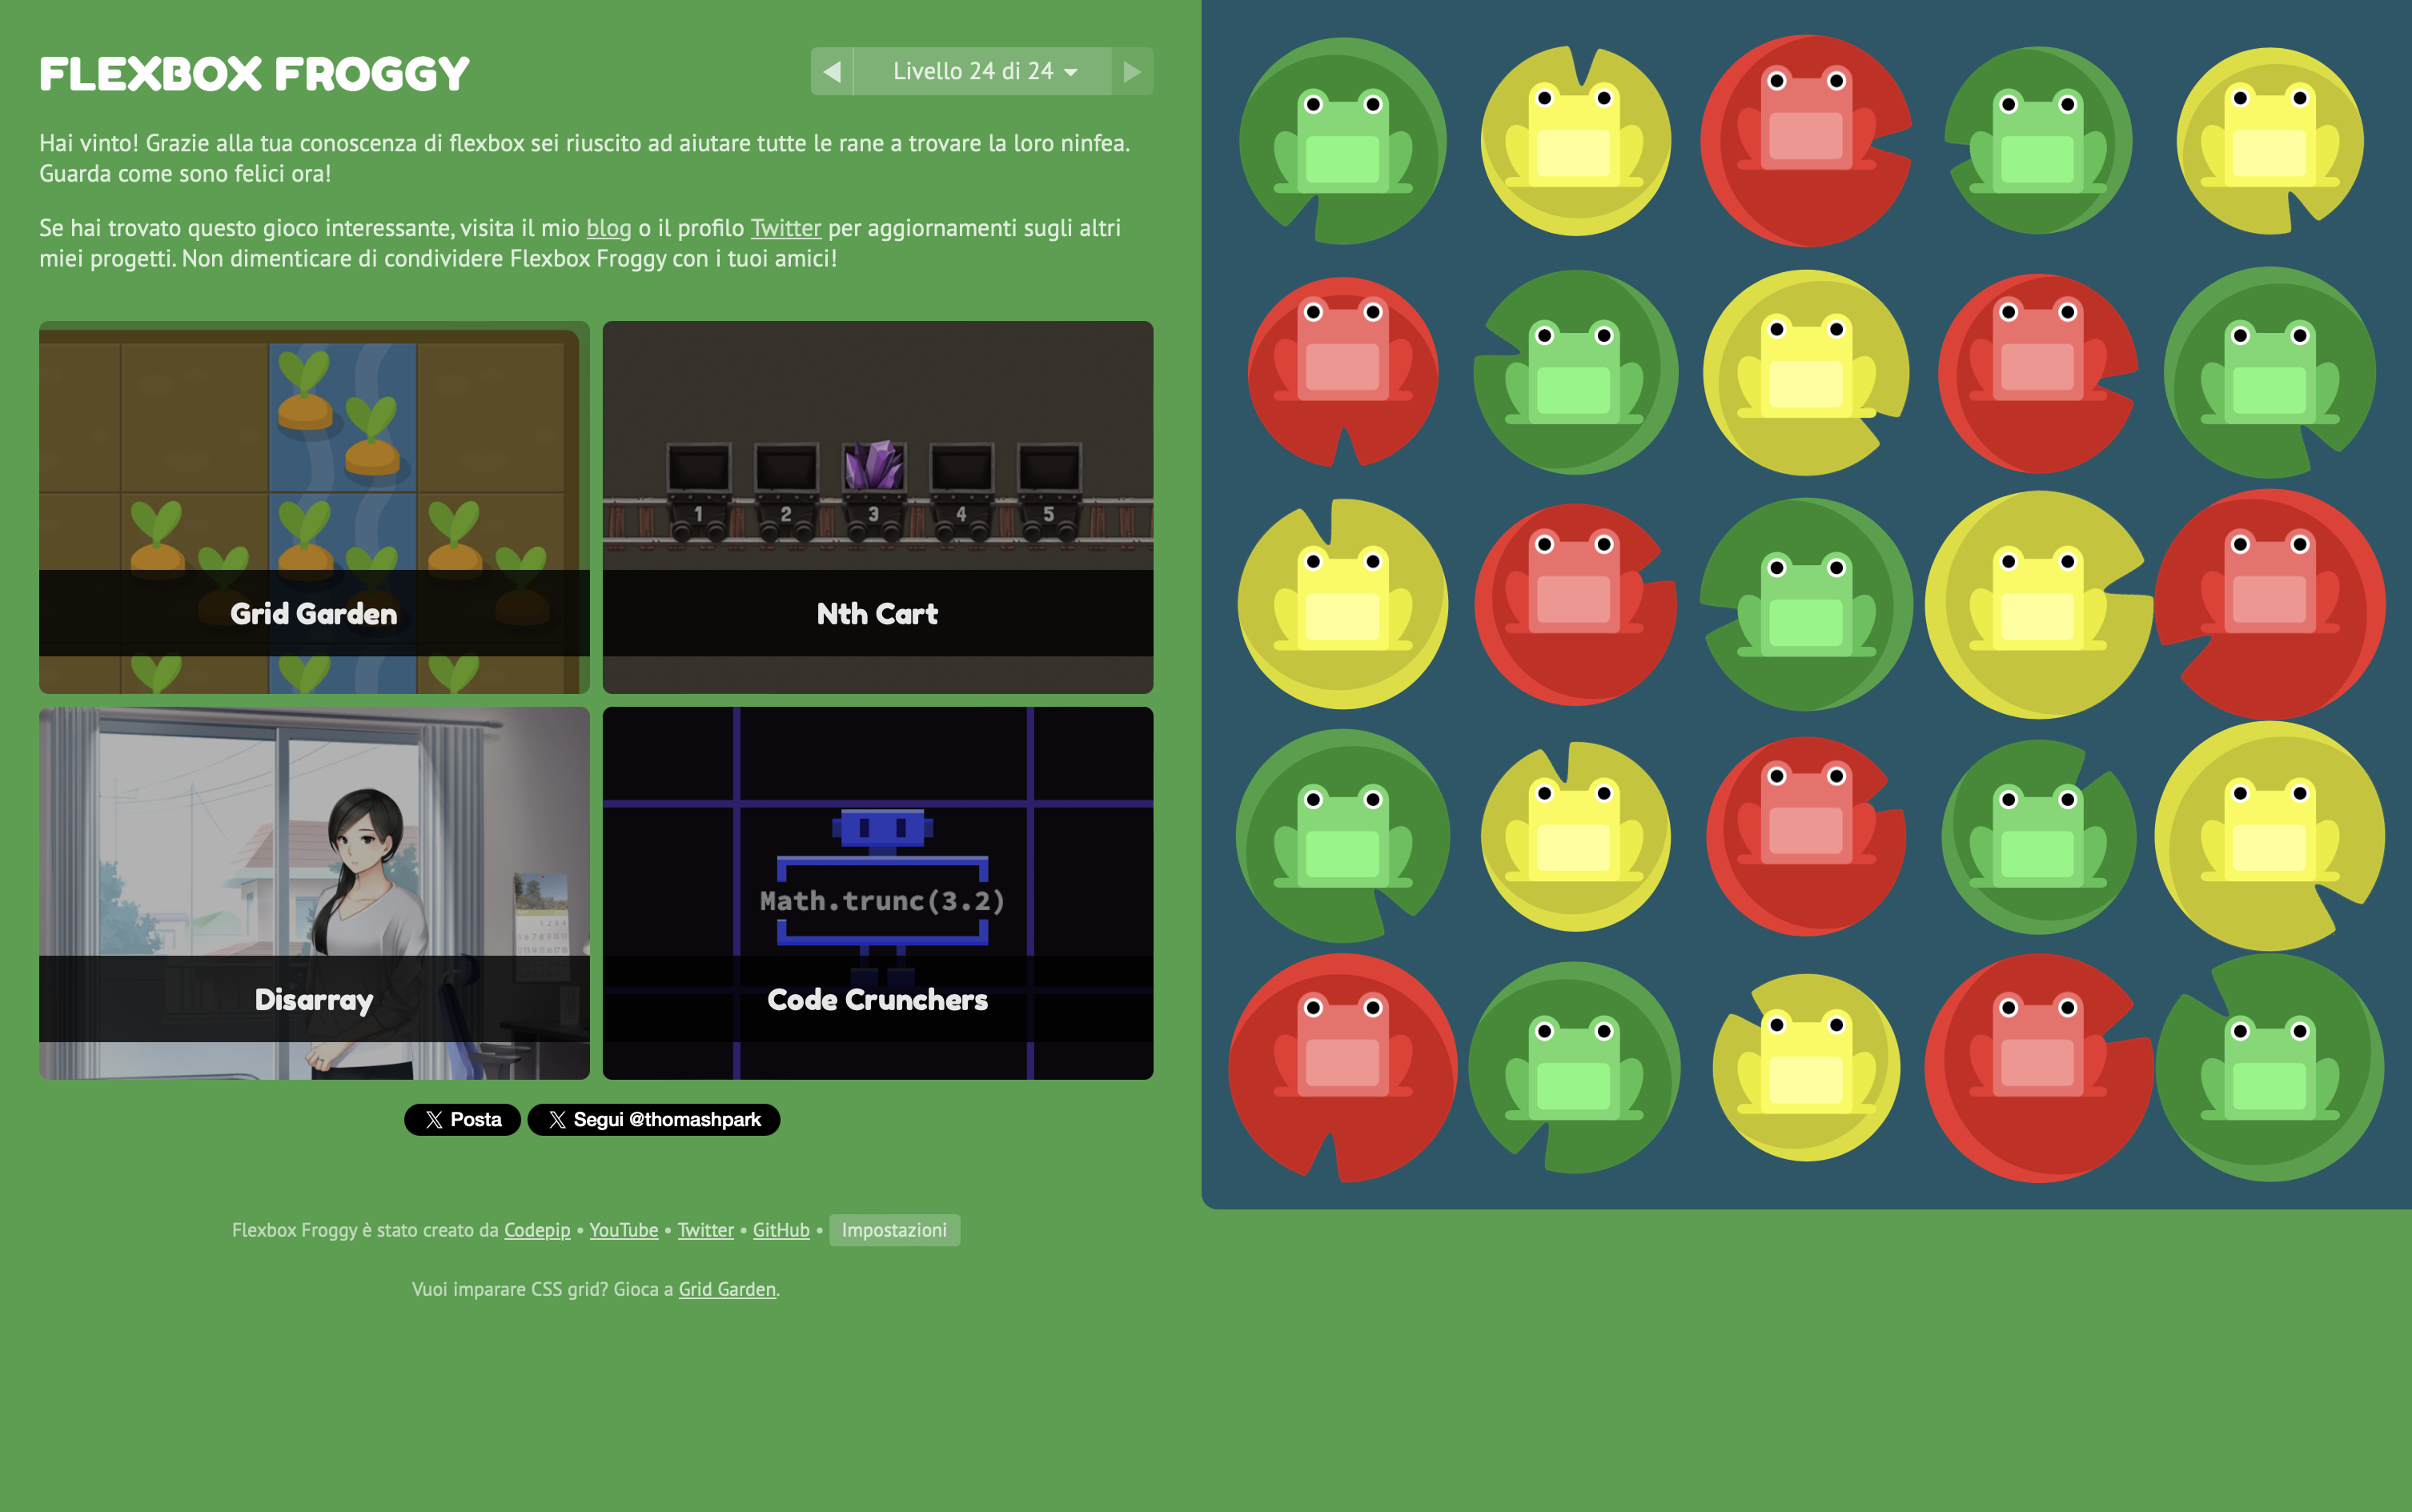 FLEXBOX FROGGY
Livello 24 di 24
Hai vinto! Grazie alla tua conoscenza di flexbox sei riuscito ad aiutare tutte le rane a trovare la loro ninfea.
Guarda come sono felici ora!
Se hai trovato questo gioco interessante, visita il mio blog o il profilo Twitter per aggiornamenti sugli altri
miei progetti. Non dimenticare di condividere Flexbox Froggy con i tuoi amici!
Grid Garden
1 2 3 4 5
Nth Cart
Disarray
Math.trunc(3.2)
Code Crunchers
Posta
Segui @thomashpark
Flexbox Froggy è stato creato da Codepip • YouTube • Twitter • GitHub • Impostazioni
Vuoi imparare CSS grid? Gioca a Grid Garden.